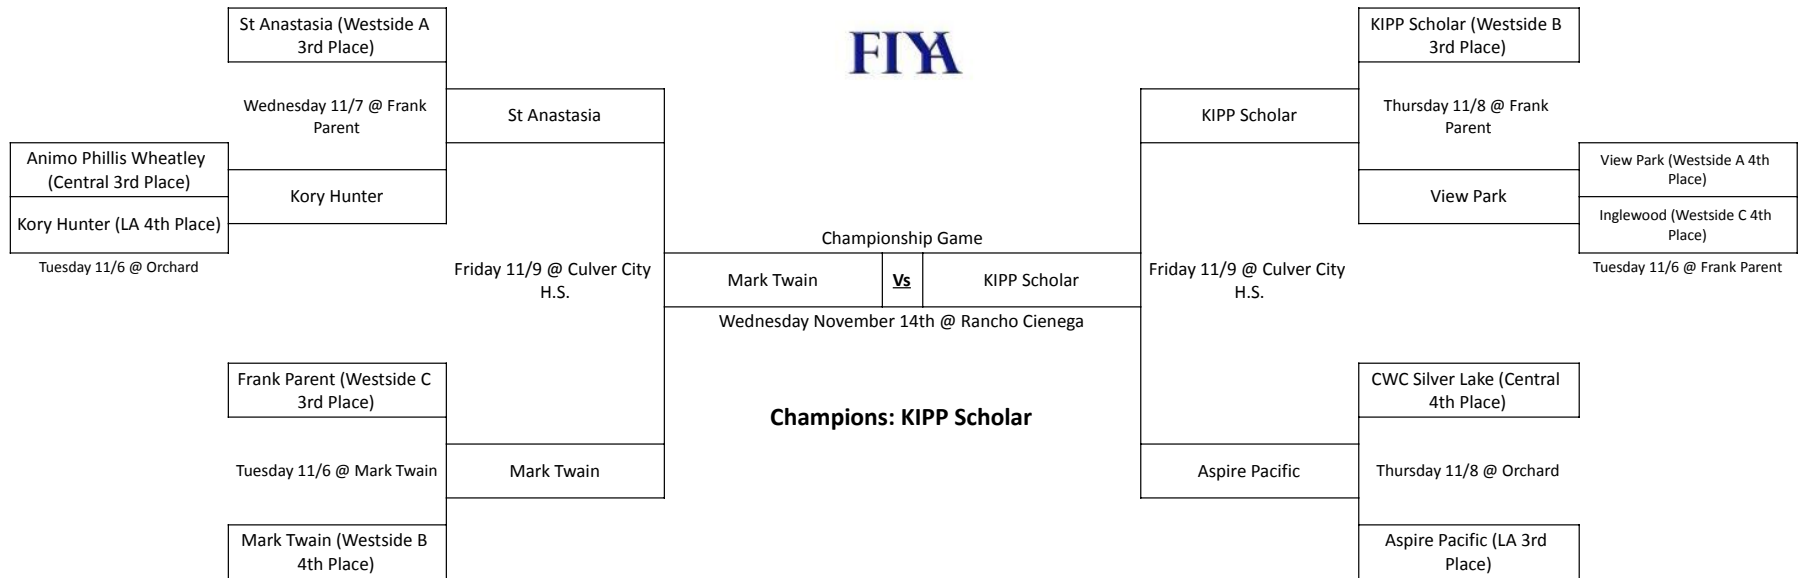 St Anastasia (Westside A
3rd Place)
FIYA
KIPP Scholar (Westside B
3rd Place)
Wednesday 11/7 @ Frank
Parent
St Anastasia
KIPP Scholar
Thursday 11/8 @ Frank
Parent
Animo Phillis Wheatley
(Central 3rd Place)
Kory Hunter
View Park
View Park (Westside A 4th
Place)
Kory Hunter (LA 4th Place)
Inglewood (Westside C 4th
Place)
Tuesday 11/6 @ Orchard
Friday 11/9 @ Culver City
H.S.
Championship Game
Mark Twain
Vs
KIPP Scholar
Wednesday November 14th @ Rancho Cienega
Friday 11/9 @ Culver City
H.S.
Tuesday 11/6 @ Frank Parent
Frank Parent (Westside C
3rd Place)
Champions: KIPP Scholar
CWC Silver Lake (Central
4th Place)
Tuesday 11/6 @ Mark Twain
Mark Twain
Aspire Pacific
Thursday 11/8 @ Orchard
Mark Twain (Westside B
4th Place)
Aspire Pacific (LA 3rd
Place)